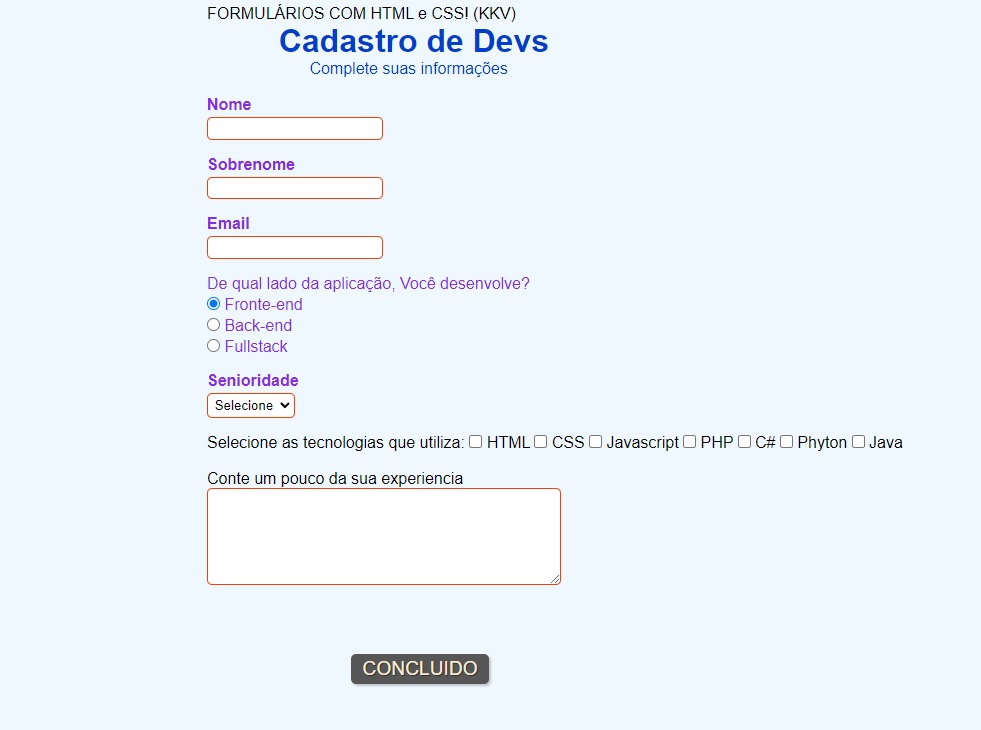 FORMULÁRIOS COM HTML e CSS! (KKV)
Cadastro de Devs
Complete suas informações
Nome
Sobrenome
Email
De qual lado da aplicação, Você desenvolve?
Fronte-end
Back-end
Fullstack
Senioridade
Selecione
Selecione as tecnologias que utiliza: HTML CSS Javascript PHP C# Phyton Java
Conte um pouco da sua experiencia
CONCLUIDO